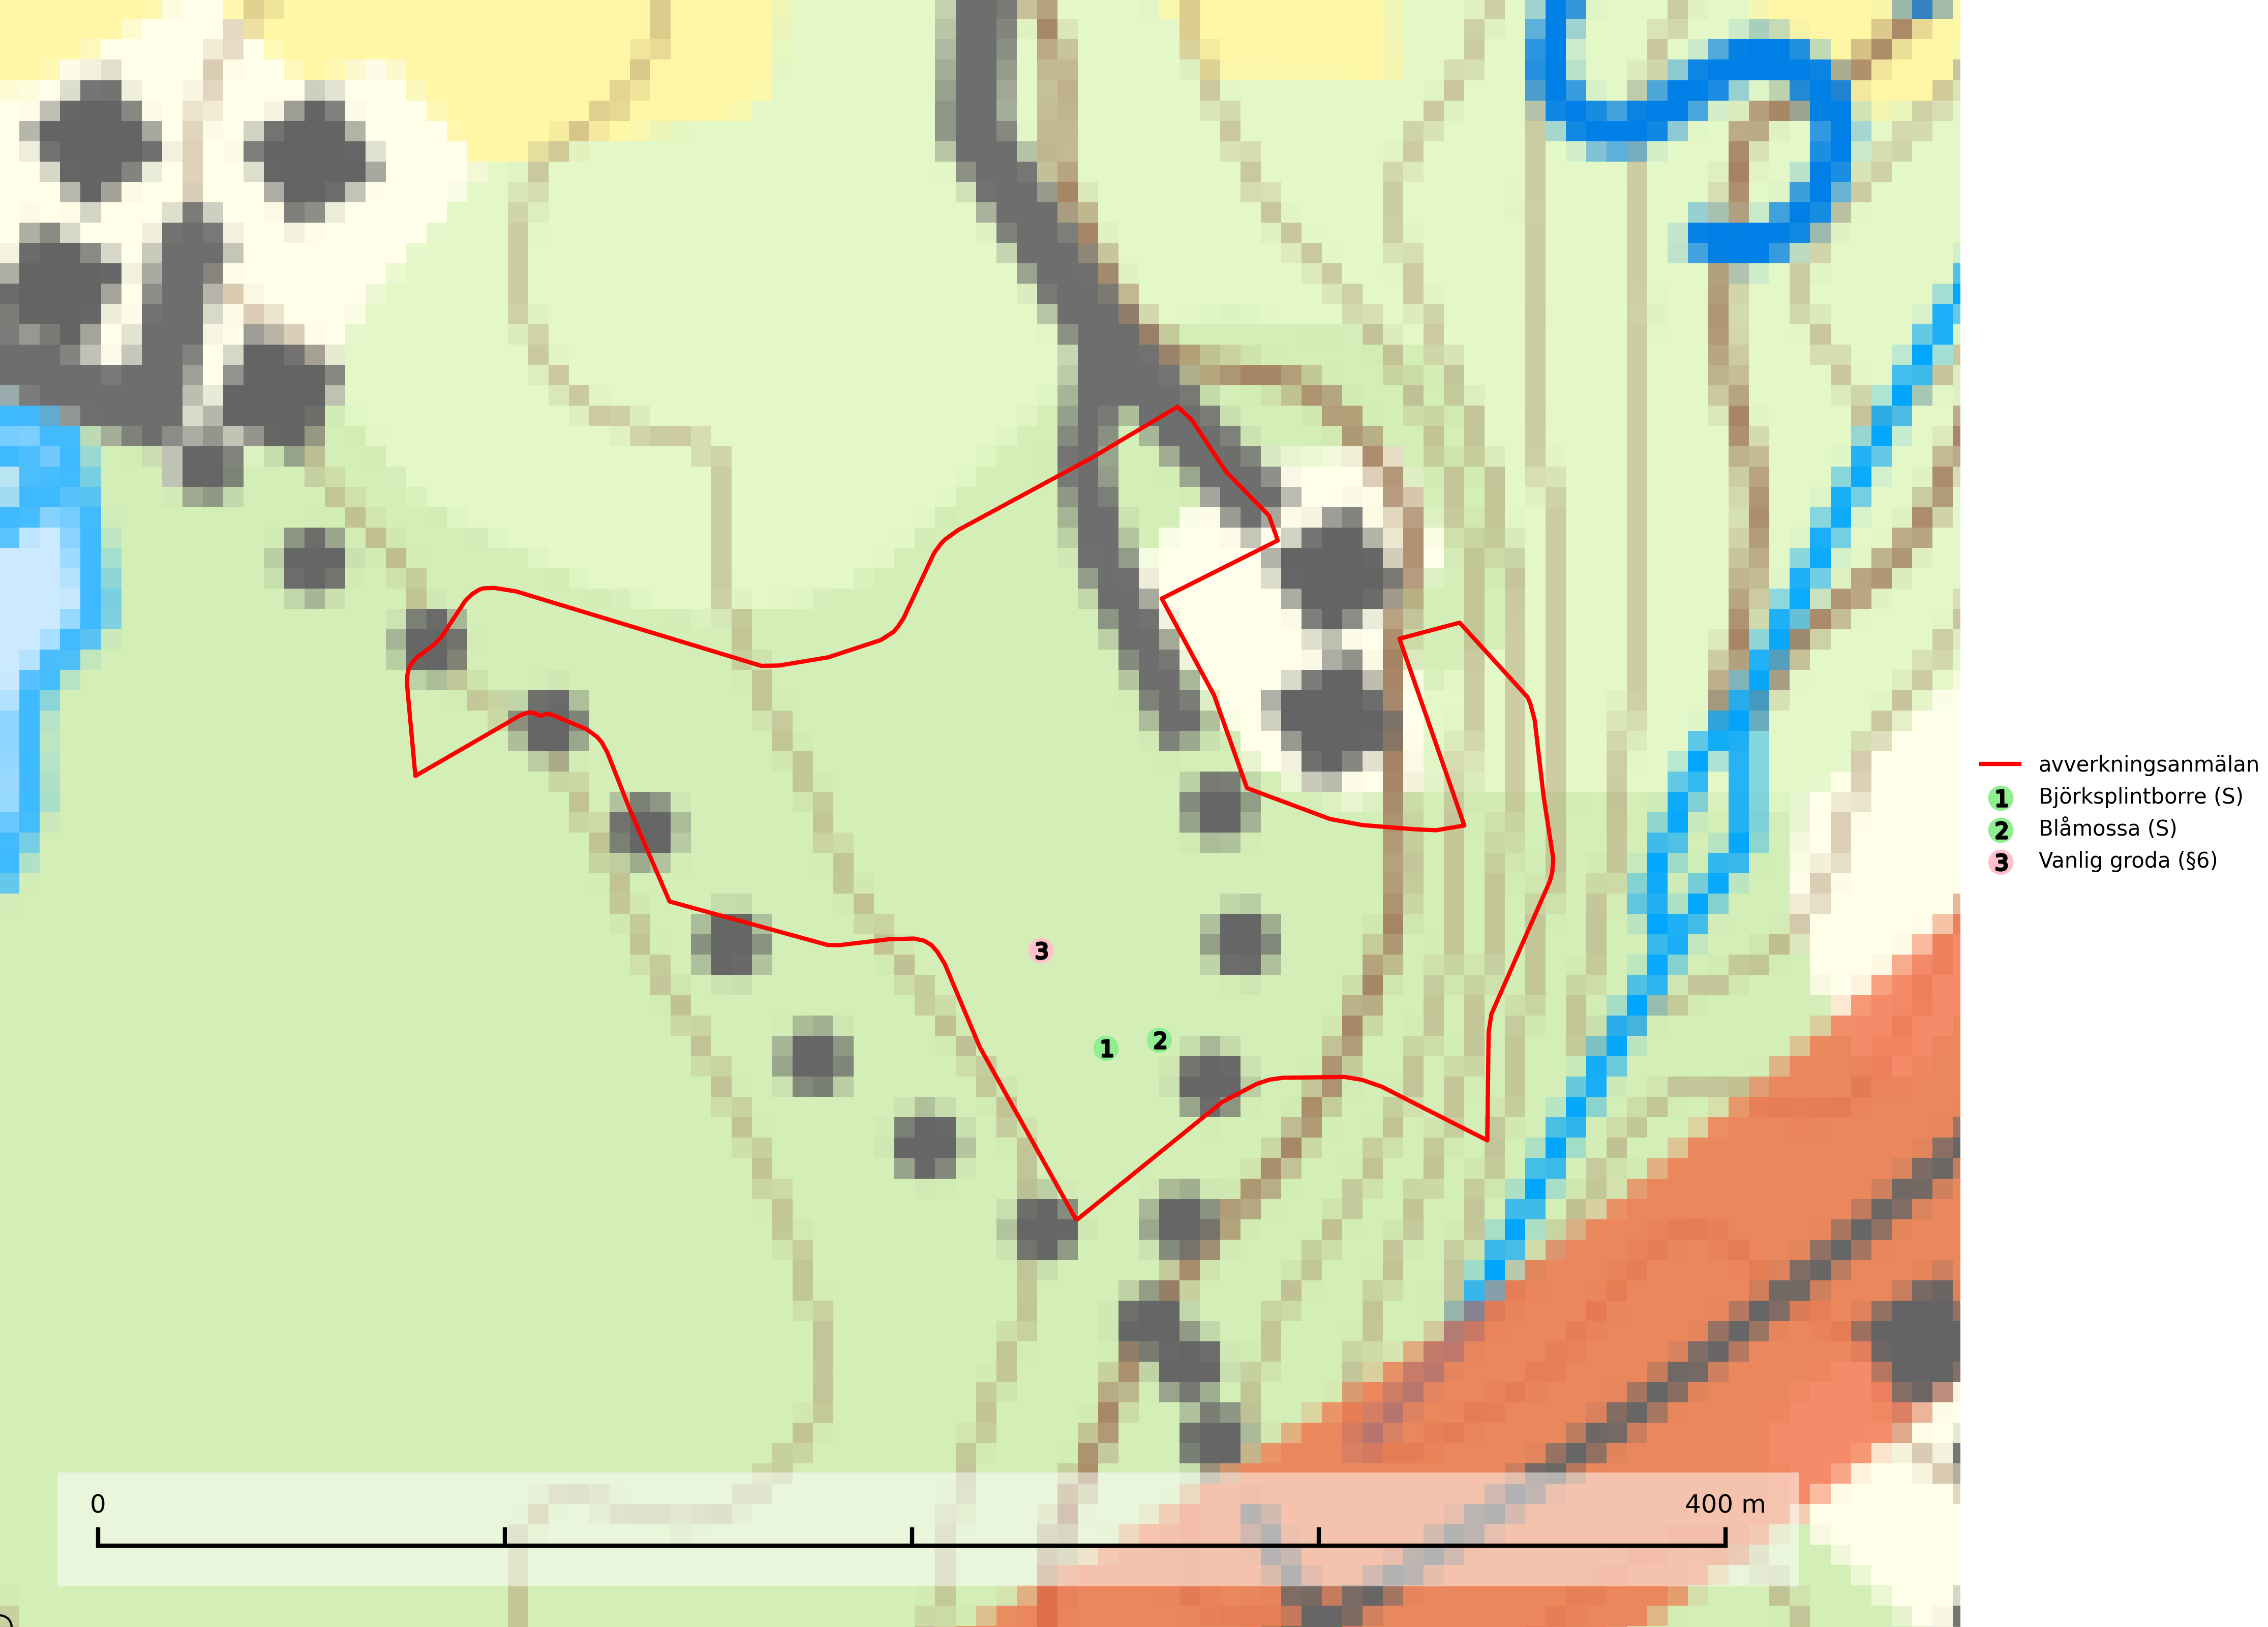 3
1
2
0
400 m
avverkningsanmälan
1 Björksplintborre (S)
2 Blåmossa (S)
3 Vanlig groda (§6)